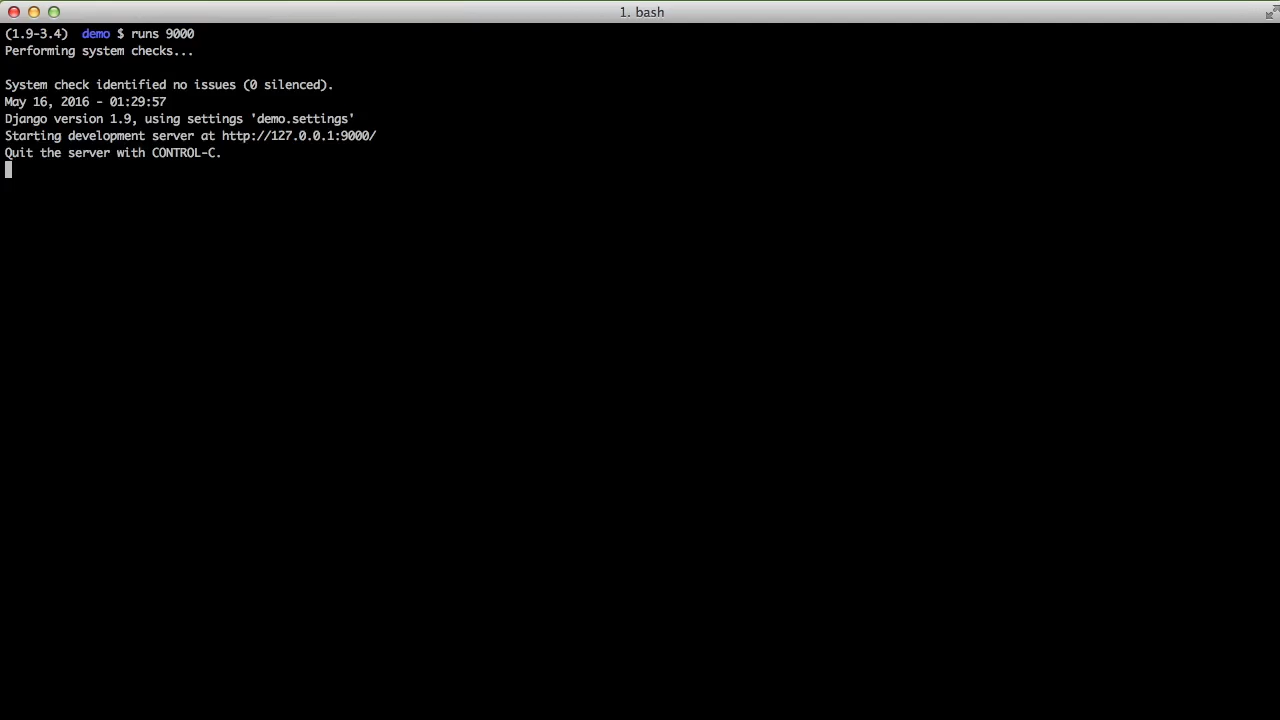 1. bash
(1.9-3.4)  demo $ runs 9000
Performing system checks...
System check identified no issues (0 silenced).
May 16, 2016 - 01:29:57
Django version 1.9, using settings 'demo.settings'
Starting development server at http://127.0.0.1:9000/
Quit the server with CONTROL-C.